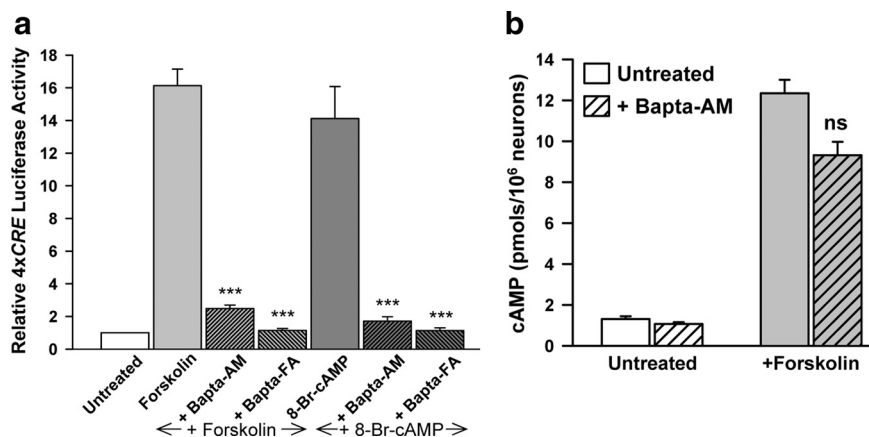 a
Relative 4xCRE Luciferase Activity
18
16
14
12
10
8
6
4
2
0
***
***
***
***
Untreated
Forskolin
+ Bapta-AM
+ Bapta-FA
8-Br-cAMP
+ Bapta-AM
+ Bapta-FA
+ Forskolin
+ 8-Br-cAMP
b
cAMP (pmols/10⁶ neurons)
14
12
10
8
6
4
2
0
Untreated
+ Bapta-AM
ns
Untreated
+Forskolin